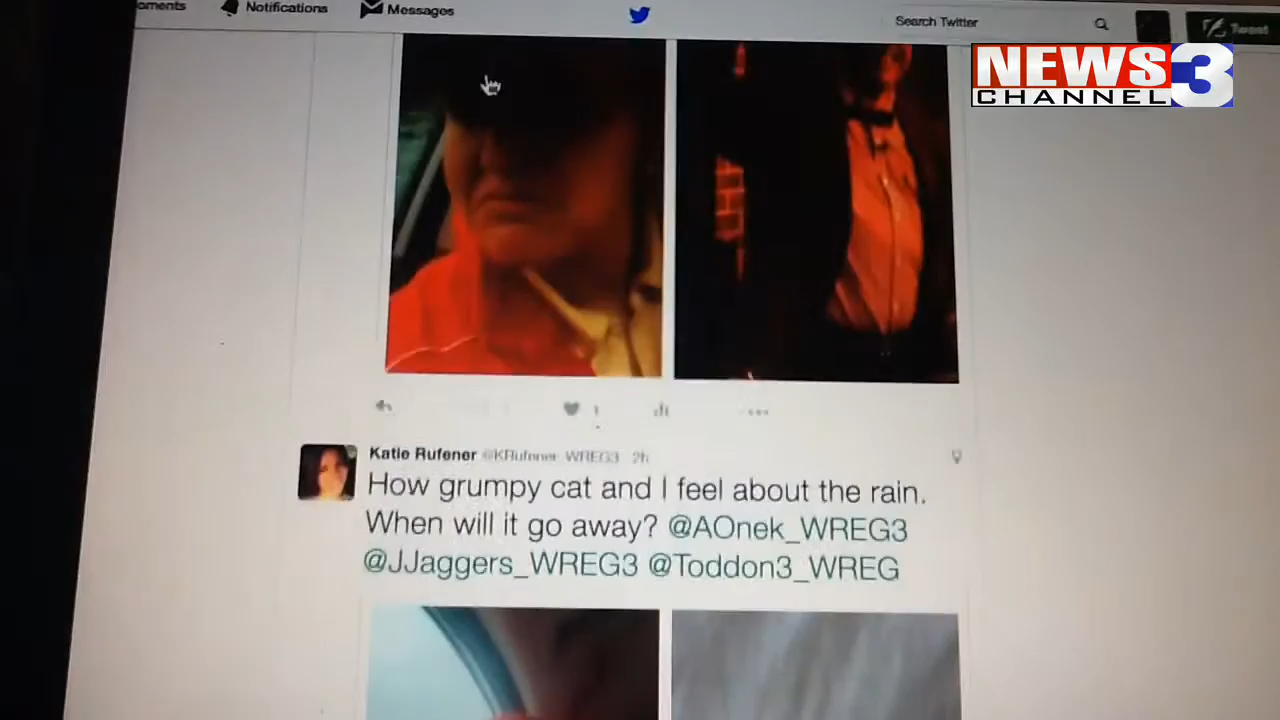 oments Notifications Messages Search Twitter Tweet
NEWS 3
CHANNEL
1
Katie Rufener @KRufener_WREG3 2h
How grumpy cat and I feel about the rain.
When will it go away? @AOnek_WREG3
@JJaggers_WREG3 @Toddon3_WREG